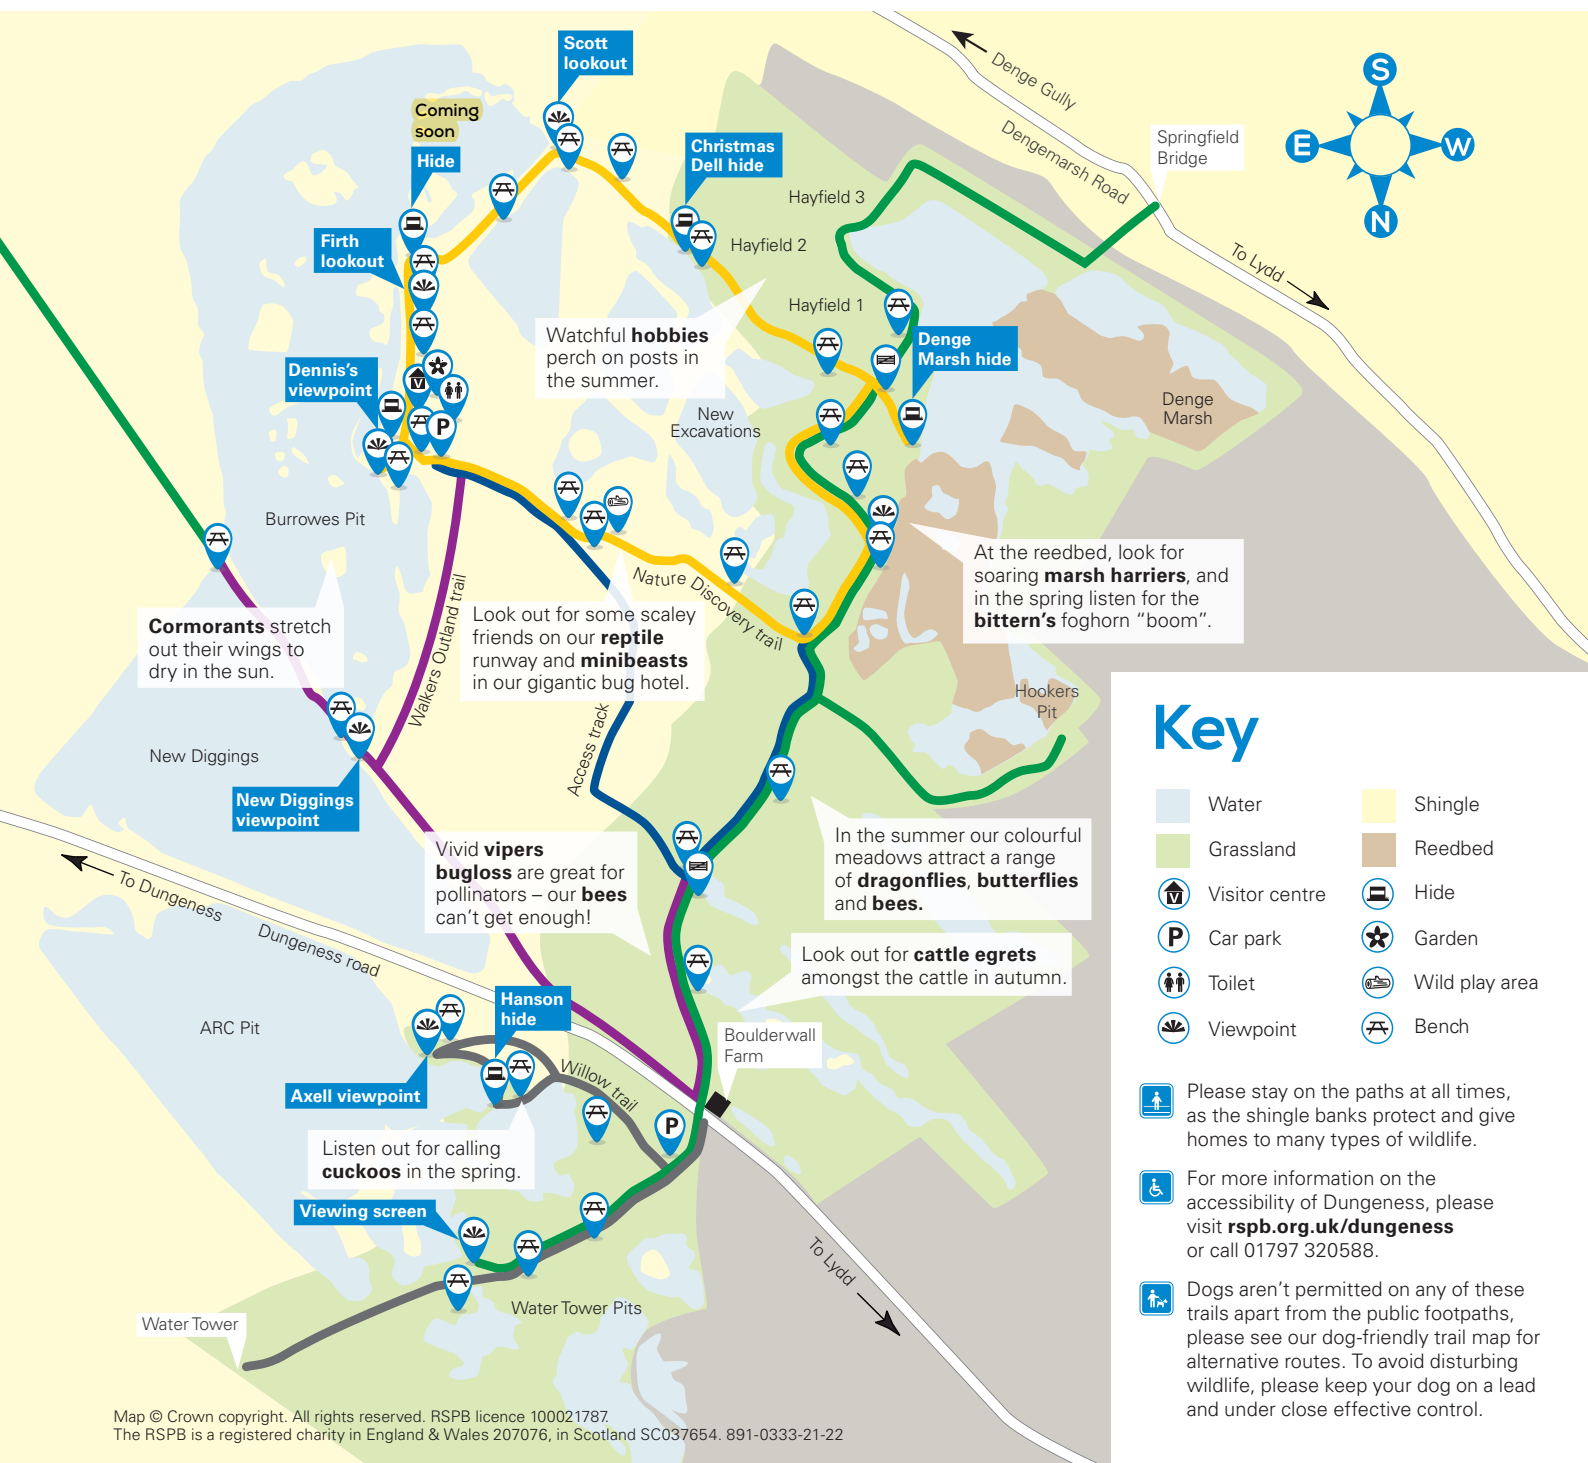 Scott
lookout
Coming
soon
Hide
Firth
lookout
Christmas
Dell hide
Denge Gully
Dengemarsh Road
Springfield
Bridge
To Lydd
S
E
W
N
Hayfield 3
Hayfield 2
Hayfield 1
Watchful hobbies
perch on posts in
the summer.
Denge
Marsh hide
Dennis's
viewpoint
V
P
New
Excavations
Denge
Marsh
Burrowes Pit
Nature Discovery trail
Walkers Outland trail
Access track
At the reedbed, look for
soaring marsh harriers, and
in the spring listen for the
bittern's foghorn “boom”.
Cormorants stretch
out their wings to
dry in the sun.
Look out for some scaley
friends on our reptile
runway and minibeasts
in our gigantic bug hotel.
Hookers
Pit
New Diggings
New Diggings
viewpoint
Vivid vipers
bugloss are great for
pollinators – our bees
can't get enough!
In the summer our colourful
meadows attract a range
of dragonflies, butterflies
and bees.
To Dungeness
Dungeness road
Look out for cattle egrets
amongst the cattle in autumn.
ARC Pit
Hanson
hide
Boulderwall
Farm
Willow trail
Axell viewpoint
P
Listen out for calling
cuckoos in the spring.
Viewing screen
To Lydd
Water Tower Pits
Water Tower
Map © Crown copyright. All rights reserved. RSPB licence 100021787.
The RSPB is a registered charity in England & Wales 207076, in Scotland SC037654. 891-0333-21-22
Key
Water
Shingle
Grassland
Reedbed
V
Visitor centre
Hide
P
Car park
Garden
Toilet
Wild play area
Viewpoint
Bench
Please stay on the paths at all times,
as the shingle banks protect and give
homes to many types of wildlife.
For more information on the
accessibility of Dungeness, please
visit rspb.org.uk/dungeness
or call 01797 320588.
Dogs aren't permitted on any of these
trails apart from the public footpaths,
please see our dog-friendly trail map for
alternative routes. To avoid disturbing
wildlife, please keep your dog on a lead
and under close effective control.